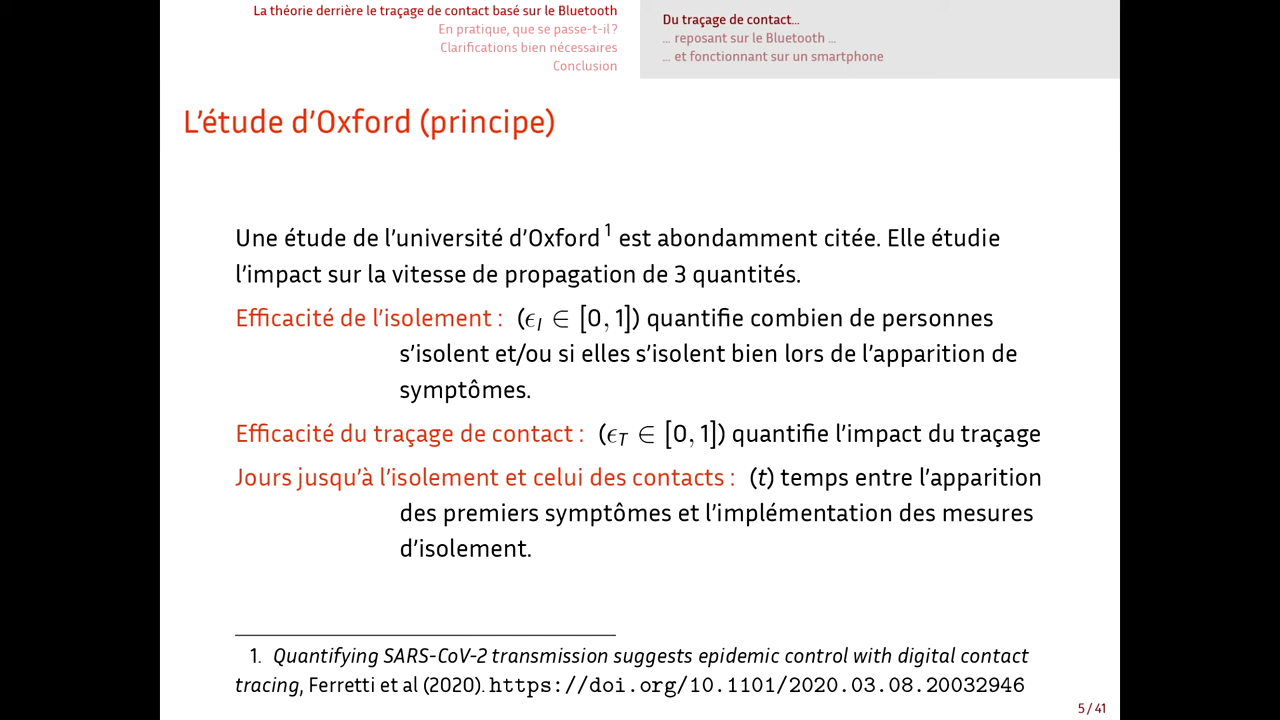 La théorie derrière le traçage de contact basé sur le Bluetooth
En pratique, que se passe-t-il ?
Clarifications bien nécessaires
Conclusion
Du traçage de contact...
... reposant sur le Bluetooth ...
... et fonctionnant sur un smartphone
L'étude d'Oxford (principe)
Une étude de l'université d'Oxford¹ est abondamment citée. Elle étudie
l'impact sur la vitesse de propagation de 3 quantités.
Efficacité de l'isolement : (ϵ_I ∈ [0, 1]) quantifie combien de personnes
s'isolent et/ou si elles s'isolent bien lors de l'apparition de
symptômes.
Efficacité du traçage de contact : (ϵ_T ∈ [0, 1]) quantifie l'impact du traçage
Jours jusqu'à l'isolement et celui des contacts : (t) temps entre l'apparition
des premiers symptômes et l'implémentation des mesures
d'isolement.
1. Quantifying SARS-CoV-2 transmission suggests epidemic control with digital contact
tracing, Ferretti et al (2020). https://doi.org/10.1101/2020.03.08.20032946
5 / 41